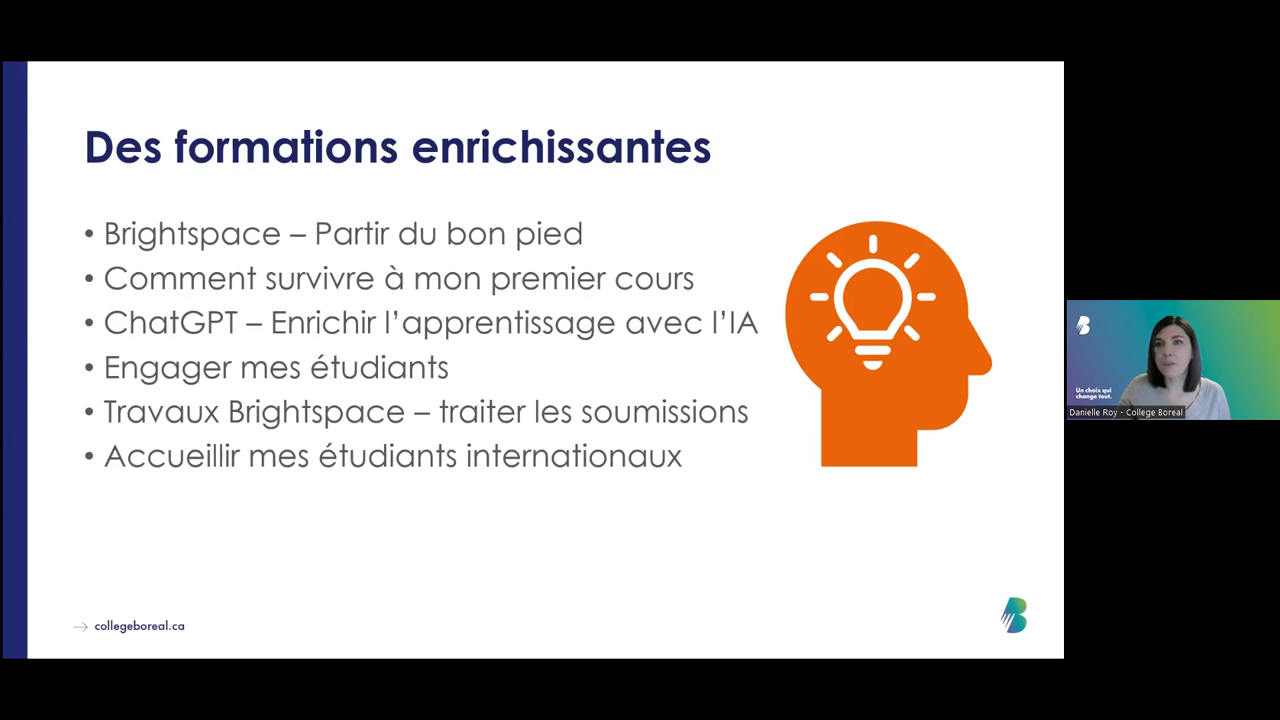 Des formations enrichissantes
• Brightspace – Partir du bon pied
• Comment survivre à mon premier cours
• ChatGPT – Enrichir l’apprentissage avec l’IA
• Engager mes étudiants
• Travaux Brightspace – traiter les soumissions
• Accueillir mes étudiants internationaux
collegeboreal.ca
Un choix qui
change tout.
Danielle Roy - College Boreal